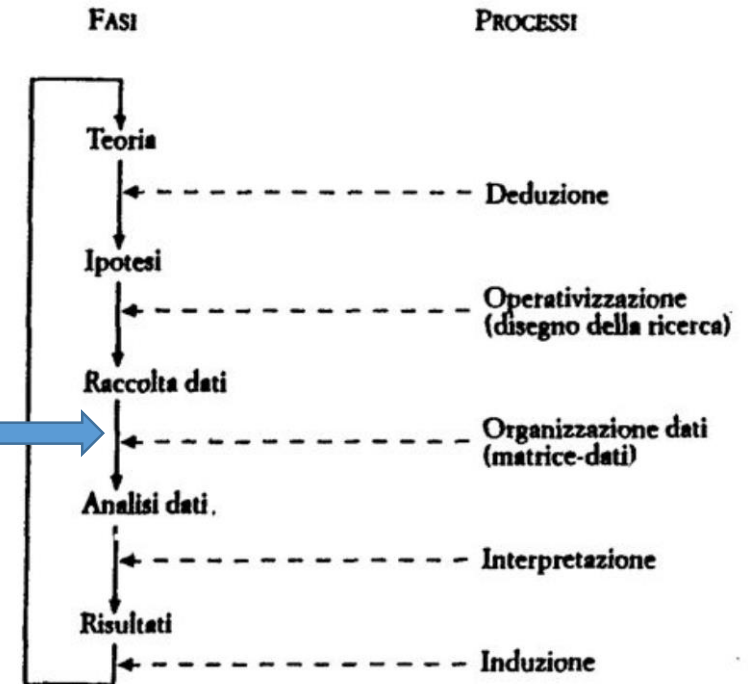 FASI PROCESSI
Teoria
Deduzione
Ipotesi
Operativizzazione
(disegno della ricerca)
Raccolta dati
Organizzazione dati
(matrice-dati)
Analisi dati.
Interpretazione
Risultati
Induzione